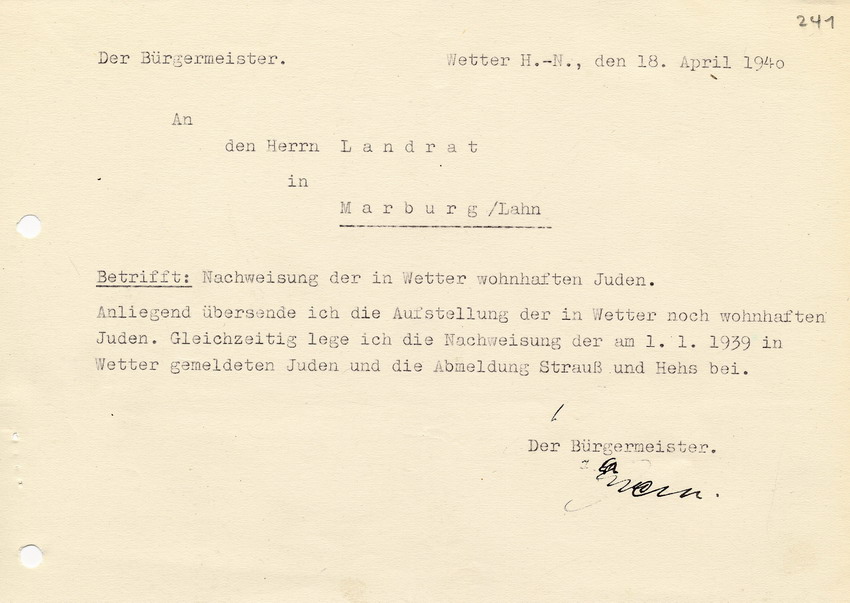 241
Der Bürgermeister. Wetter H.-N., den 18. April 1940
An
den Herrn L a n d r a t
in
M a r b u r g /Lahn
Betrifft: Nachweisung der in Wetter wohnhaften Juden.
Anliegend übersende ich die Aufstellung der in Wetter noch wohnhaften
Juden. Gleichzeitig lege ich die Nachweisung der am 1. 1. 1939 in
Wetter gemeldeten Juden und die Abmeldung Strauß und Hehs bei.
Der Bürgermeister.